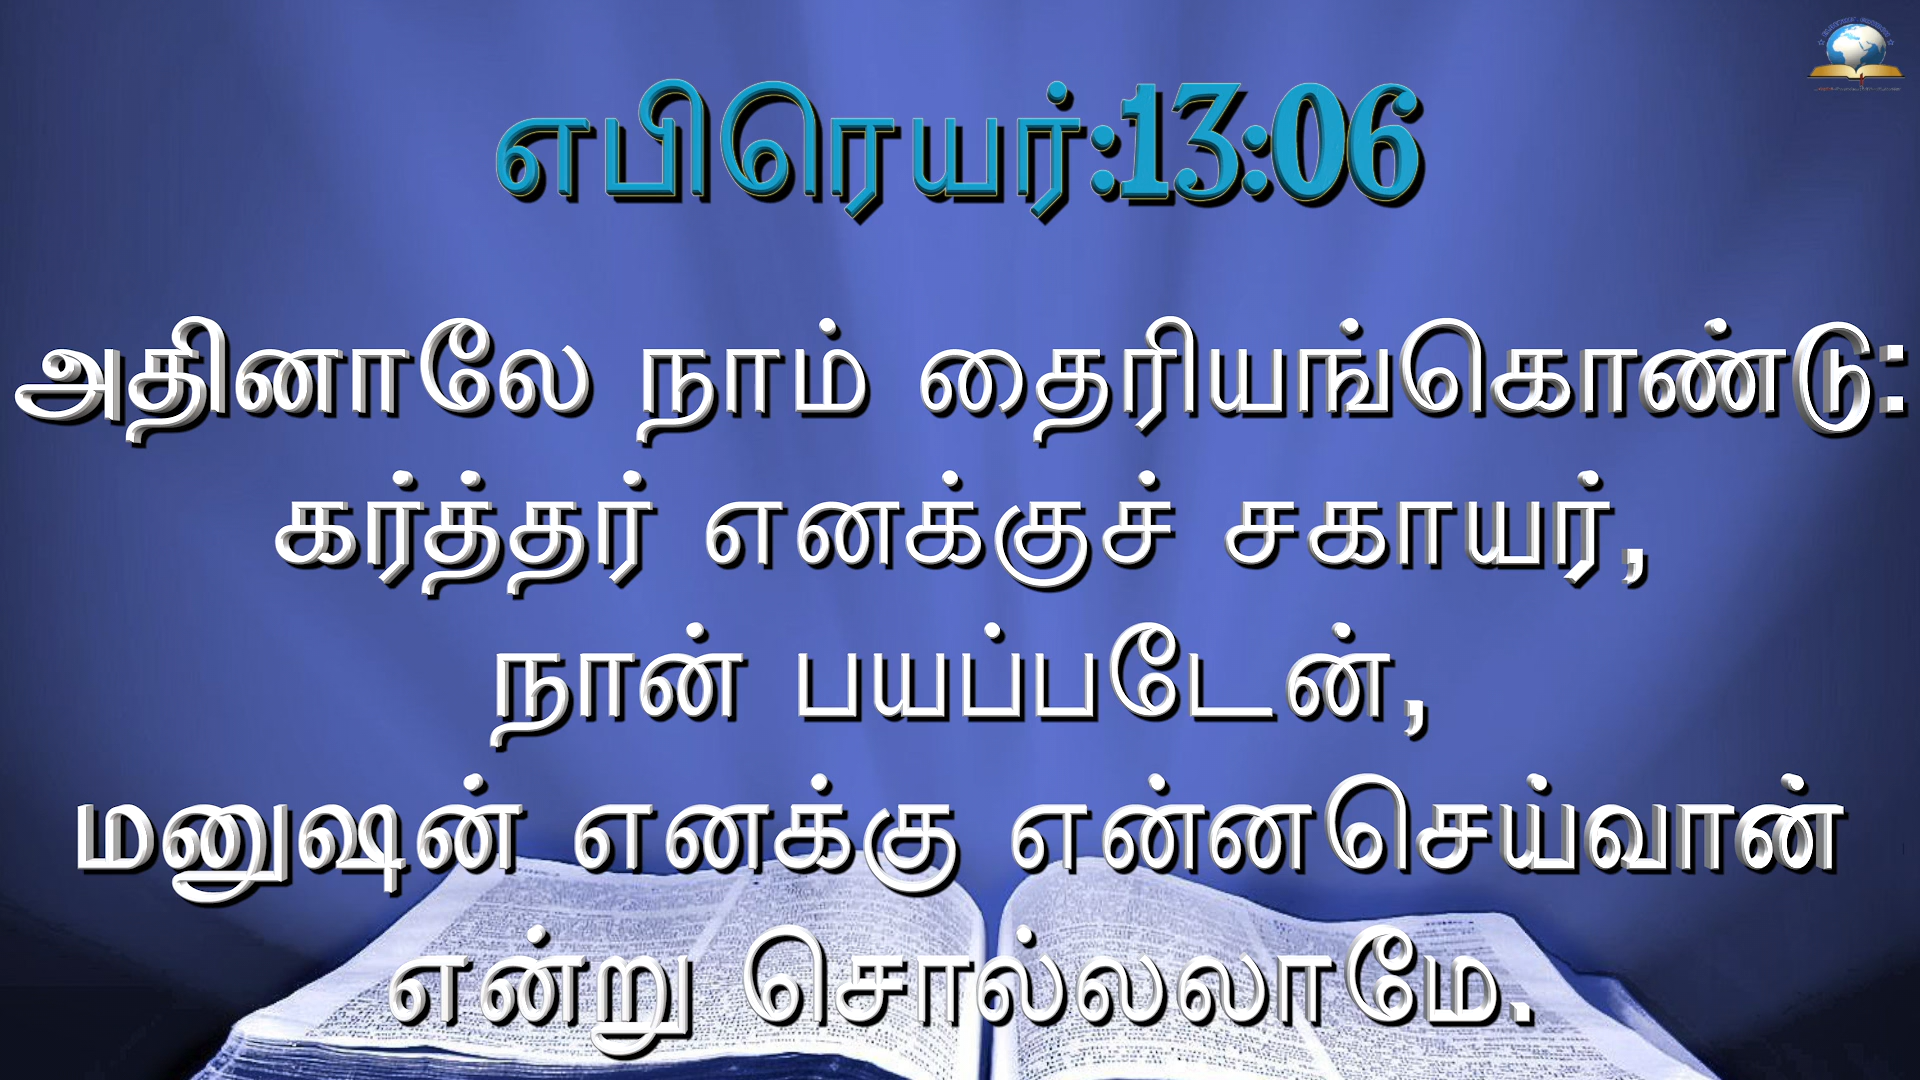 எபிரெயர்:13:06
அதினாலே நாம் தைரியங்கொண்டு:
கர்த்தர் எனக்குச் சகாயர்,
நான் பயப்படேன்,
மனுஷன் எனக்கு என்னசெய்வான்
என்று சொல்லலாமே.